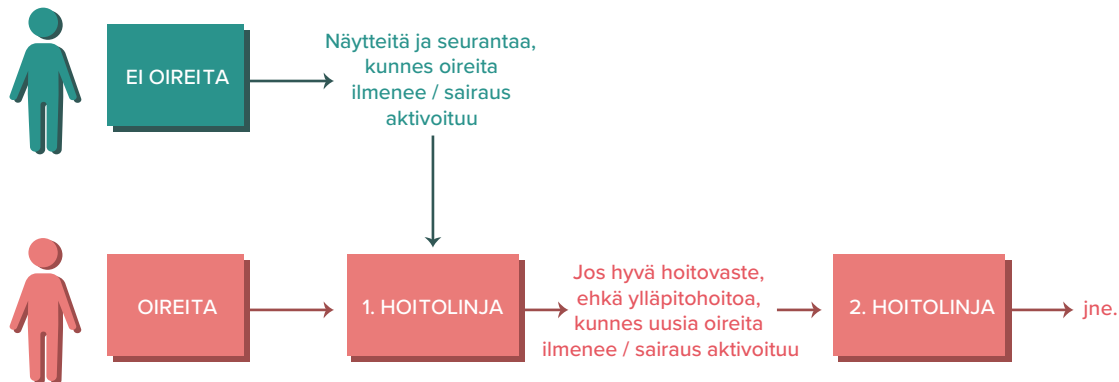 EI OIREITA
Näytteitä ja seurantaa,
kunnes oireita
ilmenee / sairaus
aktivoituu
OIREITA
1. HOITOLINJA
Jos hyvä hoitovaste,
ehkä ylläpitohoitoa,
kunnes uusia oireita
ilmenee / sairaus aktivoituu
2. HOITOLINJA
jne.